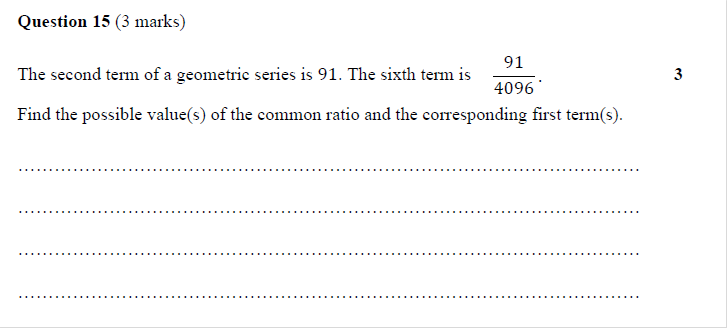 Question 15 (3 marks)
The second term of a geometric series is 91. The sixth term is 91/4096. 3
Find the possible value(s) of the common ratio and the corresponding first term(s).